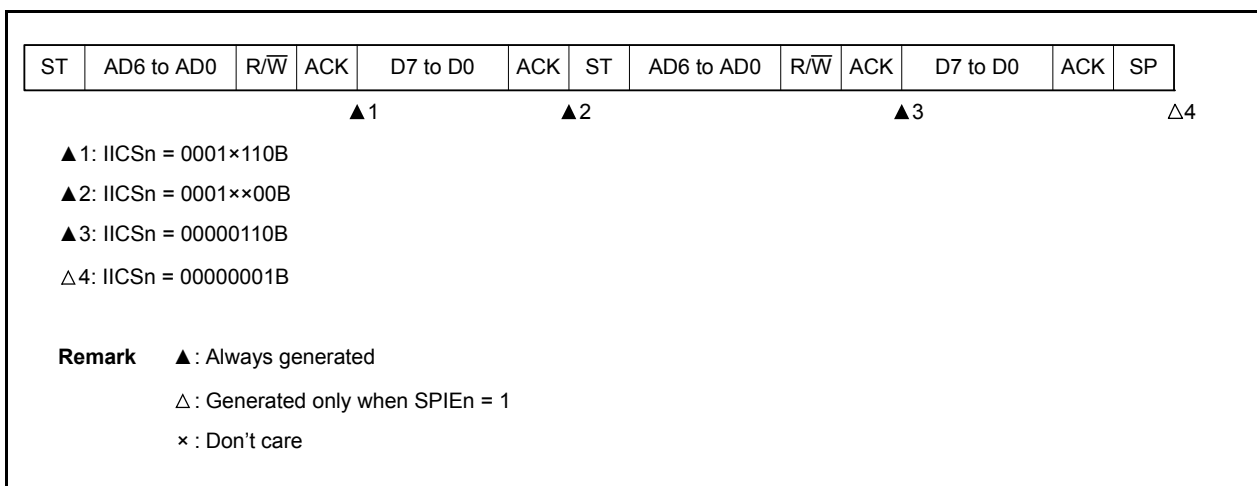 ST AD6 to AD0 R/W̅ ACK D7 to D0 ACK ST AD6 to AD0 R/W̅ ACK D7 to D0 ACK SP
▲1 ▲2 ▲3 △4
▲1: IICSn = 0001×110B
▲2: IICSn = 0001××00B
▲3: IICSn = 00000110B
△4: IICSn = 00000001B
Remark ▲: Always generated
△: Generated only when SPIEn = 1
×: Don't care